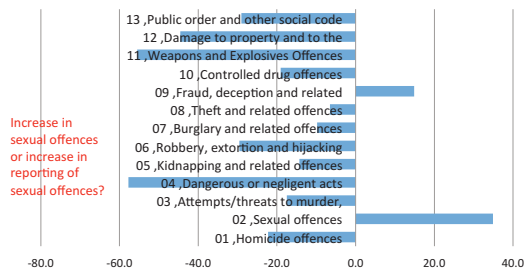 13 ,Public order and other social code
12 ,Damage to property and to the
11 ,Weapons and Explosives Offences
10 ,Controlled drug offences
09 ,Fraud, deception and related
08 ,Theft and related offences
07 ,Burglary and related offences
06 ,Robbery, extortion and hijacking
05 ,Kidnapping and related offences
04 ,Dangerous or negligent acts
03 ,Attempts/threats to murder,
02 ,Sexual offences
01 ,Homicide offences
Increase in
sexual offences
or increase in
reporting of
sexual offences?
-80.0 -60.0 -40.0 -20.0 0.0 20.0 40.0